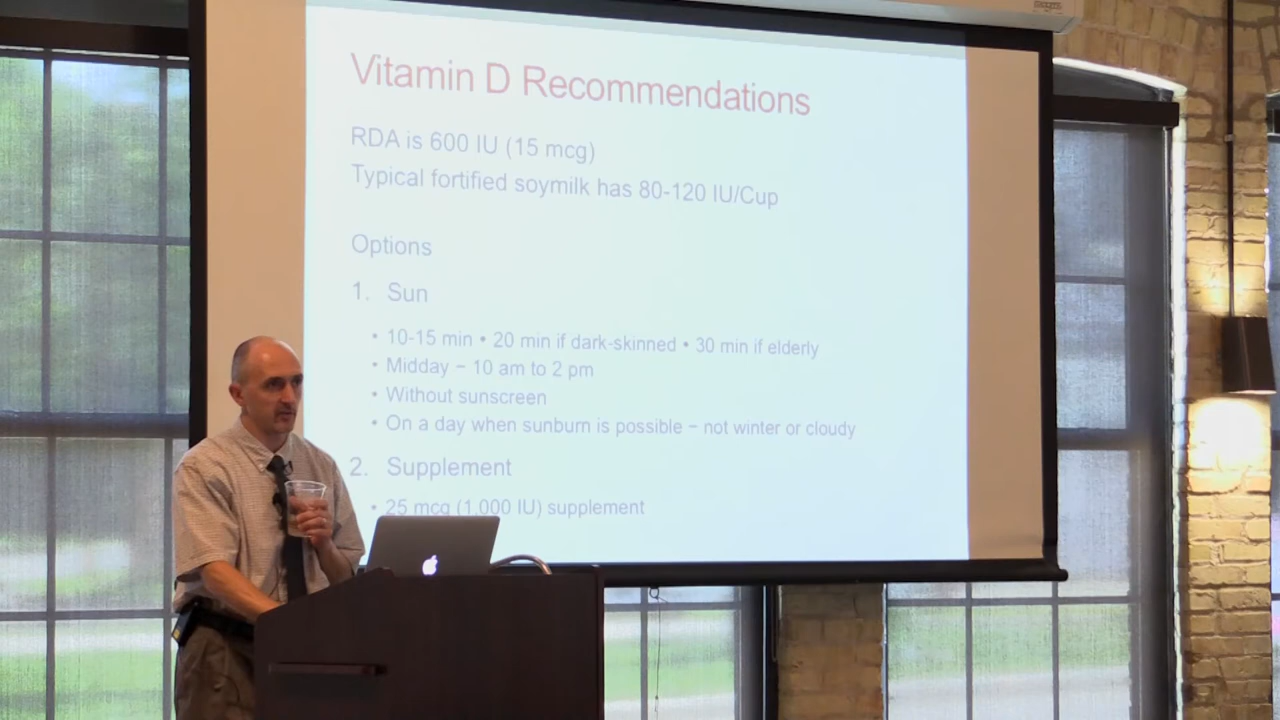 Vitamin D Recommendations
RDA is 600 IU (15 mcg)
Typical fortified soymilk has 80-120 IU/Cup
Options
1. Sun
• 10-15 min • 20 min if dark-skinned • 30 min if elderly
• Midday – 10 am to 2 pm
• Without sunscreen
• On a day when sunburn is possible – not winter or cloudy
2. Supplement
• 25 mcg (1,000 IU) supplement